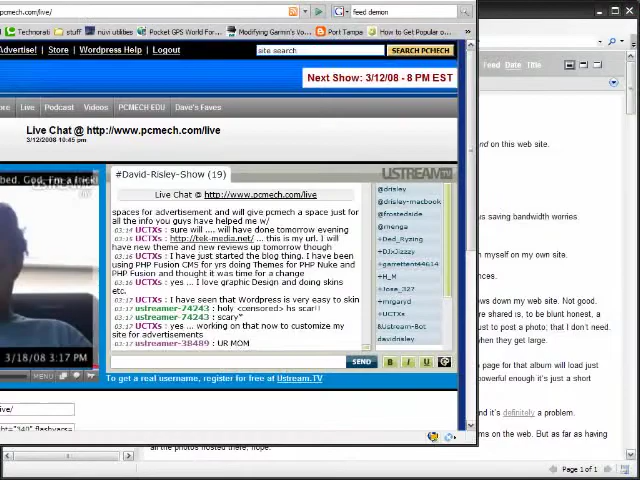 pcmech.com/live/
feed demon
Technorati stuff nuvi utilities Pocket GPS World - Modifying Garmin's Vo... Port Tampa How to Get Popular o...
Advertise! | Store | Wordpress Help | Logout
site search
SEARCH PCMECH
Next Show: 3/12/08 - 8 PM EST
Live Podcast Videos PCMECH EDU Dave's Faves
Feed Date Title
Live Chat @ http://www.pcmech.com/live
3/12/2008 10:45 pm
on this web site.
bed. God, I'm a
#David-Risley-Show (19)
USTREAM TV
Live Chat @ http://www.pcmech.com/live
spaces for advertisement and will give pcmech a space just for
all the info you guys have helped me w/
03:14 UCTXs : sure will .... will have done tomorrow evening
03:15 UCTXs : http://tek-media.net/ ... this is my url. I will
have new theme and new reviews up tomorrow though
03:16 UCTXs : I have just started the blog thing. I have been
using PHP Fusion CMS for yrs doing Themes for PHP Nuke and
PHP Fusion and thought it was time for a change
03:16 UCTXs : yes ... I love graphic Design and doing skins
etc.
03:17 UCTXs : I have seen that Wordpress is very easy to skin
03:17 ustreamer-74243 : holy <censored> hs scar!!
03:17 ustreamer-74243 : scary*
03:17 UCTXs : yes .... working on that now to customize my
site for advertisements
03:17 ustreamer-38489 : UR MOM
@drisley
@drisley-macbook
@frostedside
@menga
+Ded_Ryzing
+DJxJizzy
+garrettent44614
+H_M
+Jose_327
+mrgaryd
+UCTXs
&Ustream-Bot
davidrisley
us saving bandwidth worries
n myself on my own site.
nces.
ws down my web site. Not good.
re shared is, to be blunt honest, a
ust to post a photo; that I don't need.
when they get large.
page for that album will load just
powerful enough it's just a short
nd it's definitely a problem.
ms on the web. But as far as having
all the photos hosted there, nope.
3/18/08 3:17 PM
SEND
B I U
MENU
To get a real username, register for free at Ustream.TV
live/
ht="340" flashvars=
Page 1 of 1